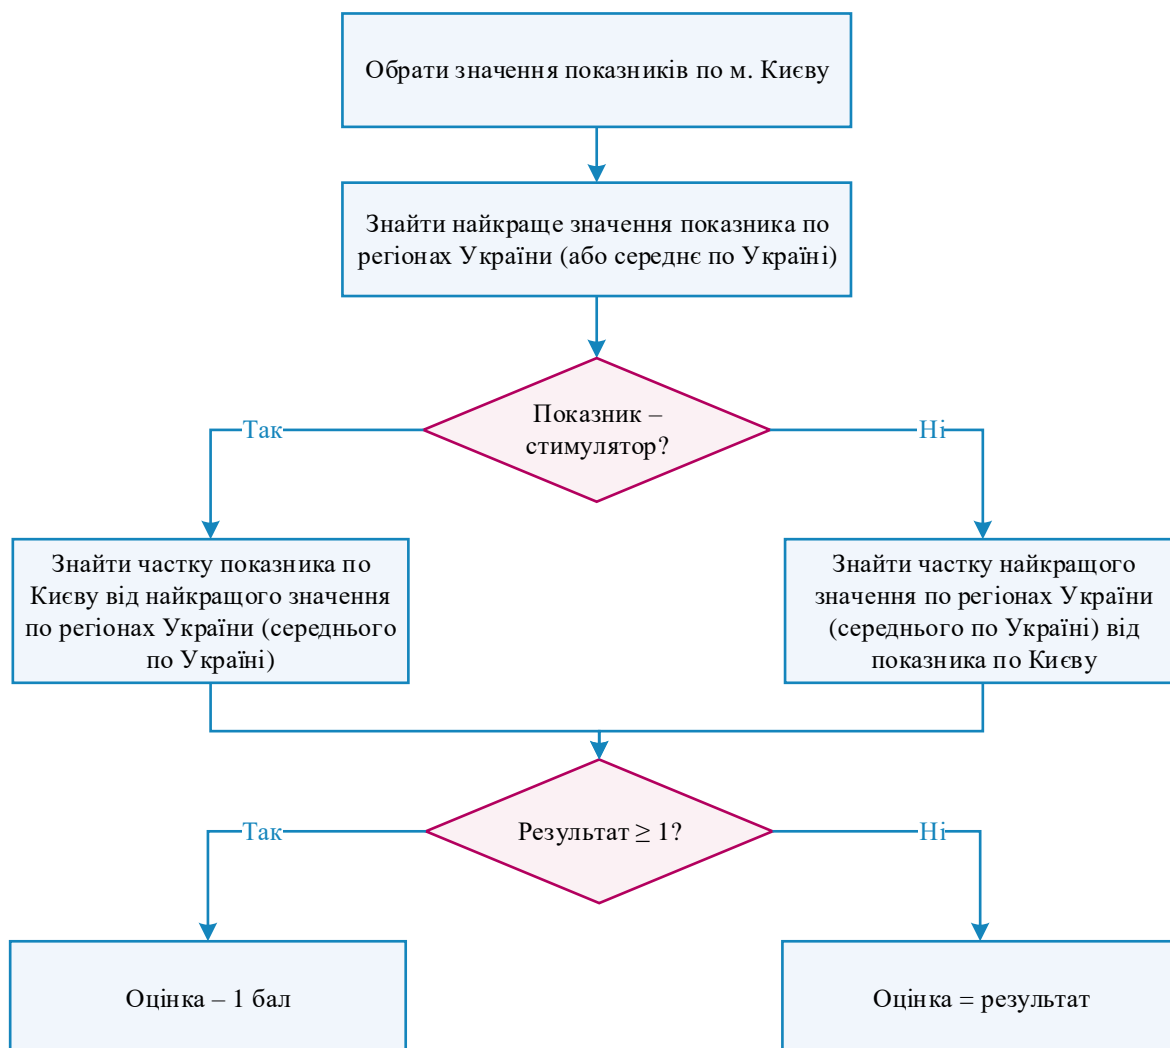 Обрати значення показників по м. Києву
Знайти найкраще значення показника по
регіонах України (або середнє по Україні)
Показник –
стимулятор?
Так
Ні
Знайти частку показника по
Києву від найкращого значення
по регіонах України (середнього
по Україні)
Знайти частку найкращого
значення по регіонах України
(середнього по Україні) від
показника по Києву
Результат ≥ 1?
Так
Ні
Оцінка – 1 бал
Оцінка = результат